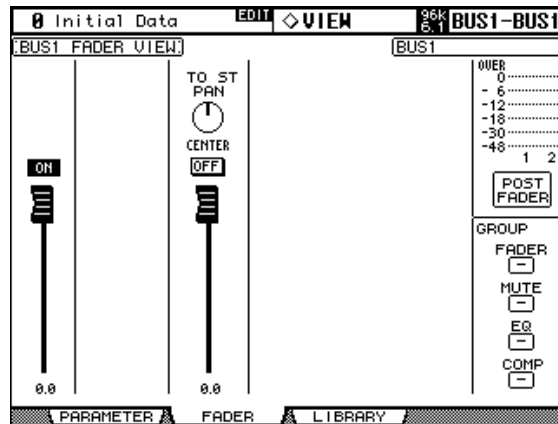 0 Initial Data EDIT ◇VIEW 96k 6.1 BUS1-BUS1
BUS1 FADER VIEW
BUS1
TO ST
PAN
CENTER
ON
OFF
0.0
0.0
OVER
0
- 6
-12
-18
-30
-48
1 2
POST
FADER
GROUP
FADER
-
MUTE
-
EQ
-
COMP
-
PARAMETER FADER LIBRARY